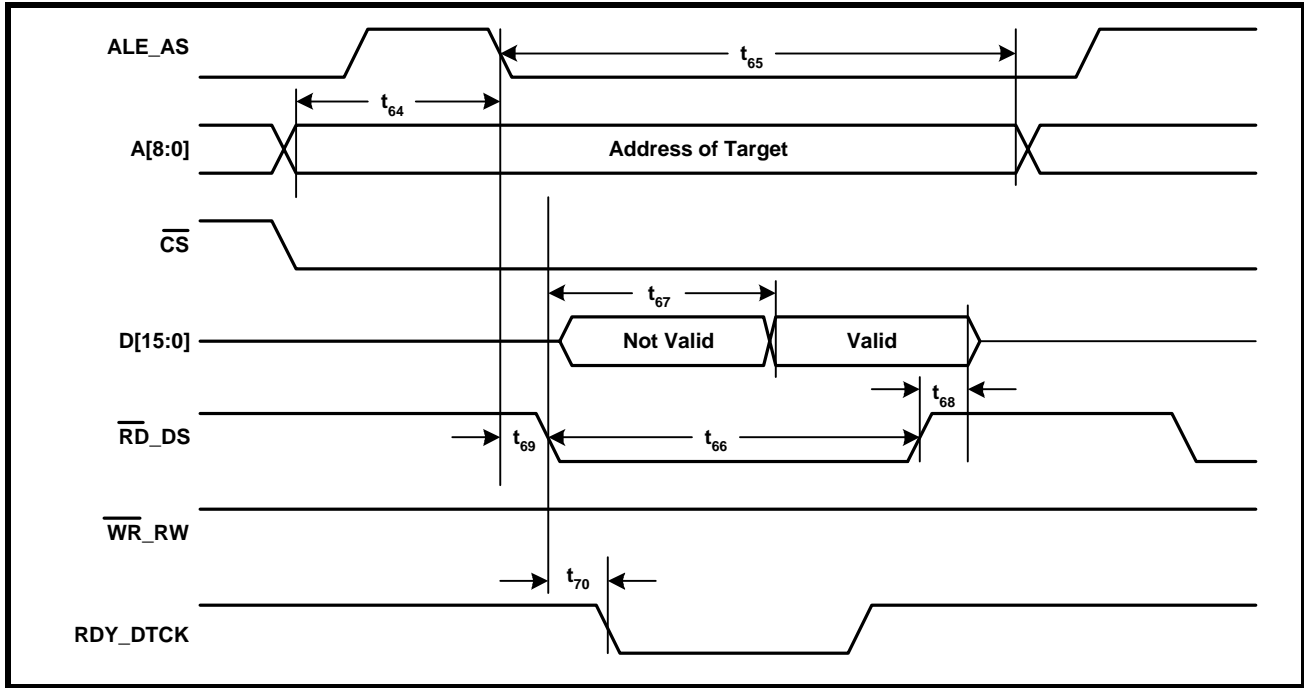 ALE_AS
t65
t64
A[8:0]
Address of Target
CS
t67
D[15:0]
Not Valid
Valid
t68
RD_DS
t69
t66
WR_RW
t70
RDY_DTCK